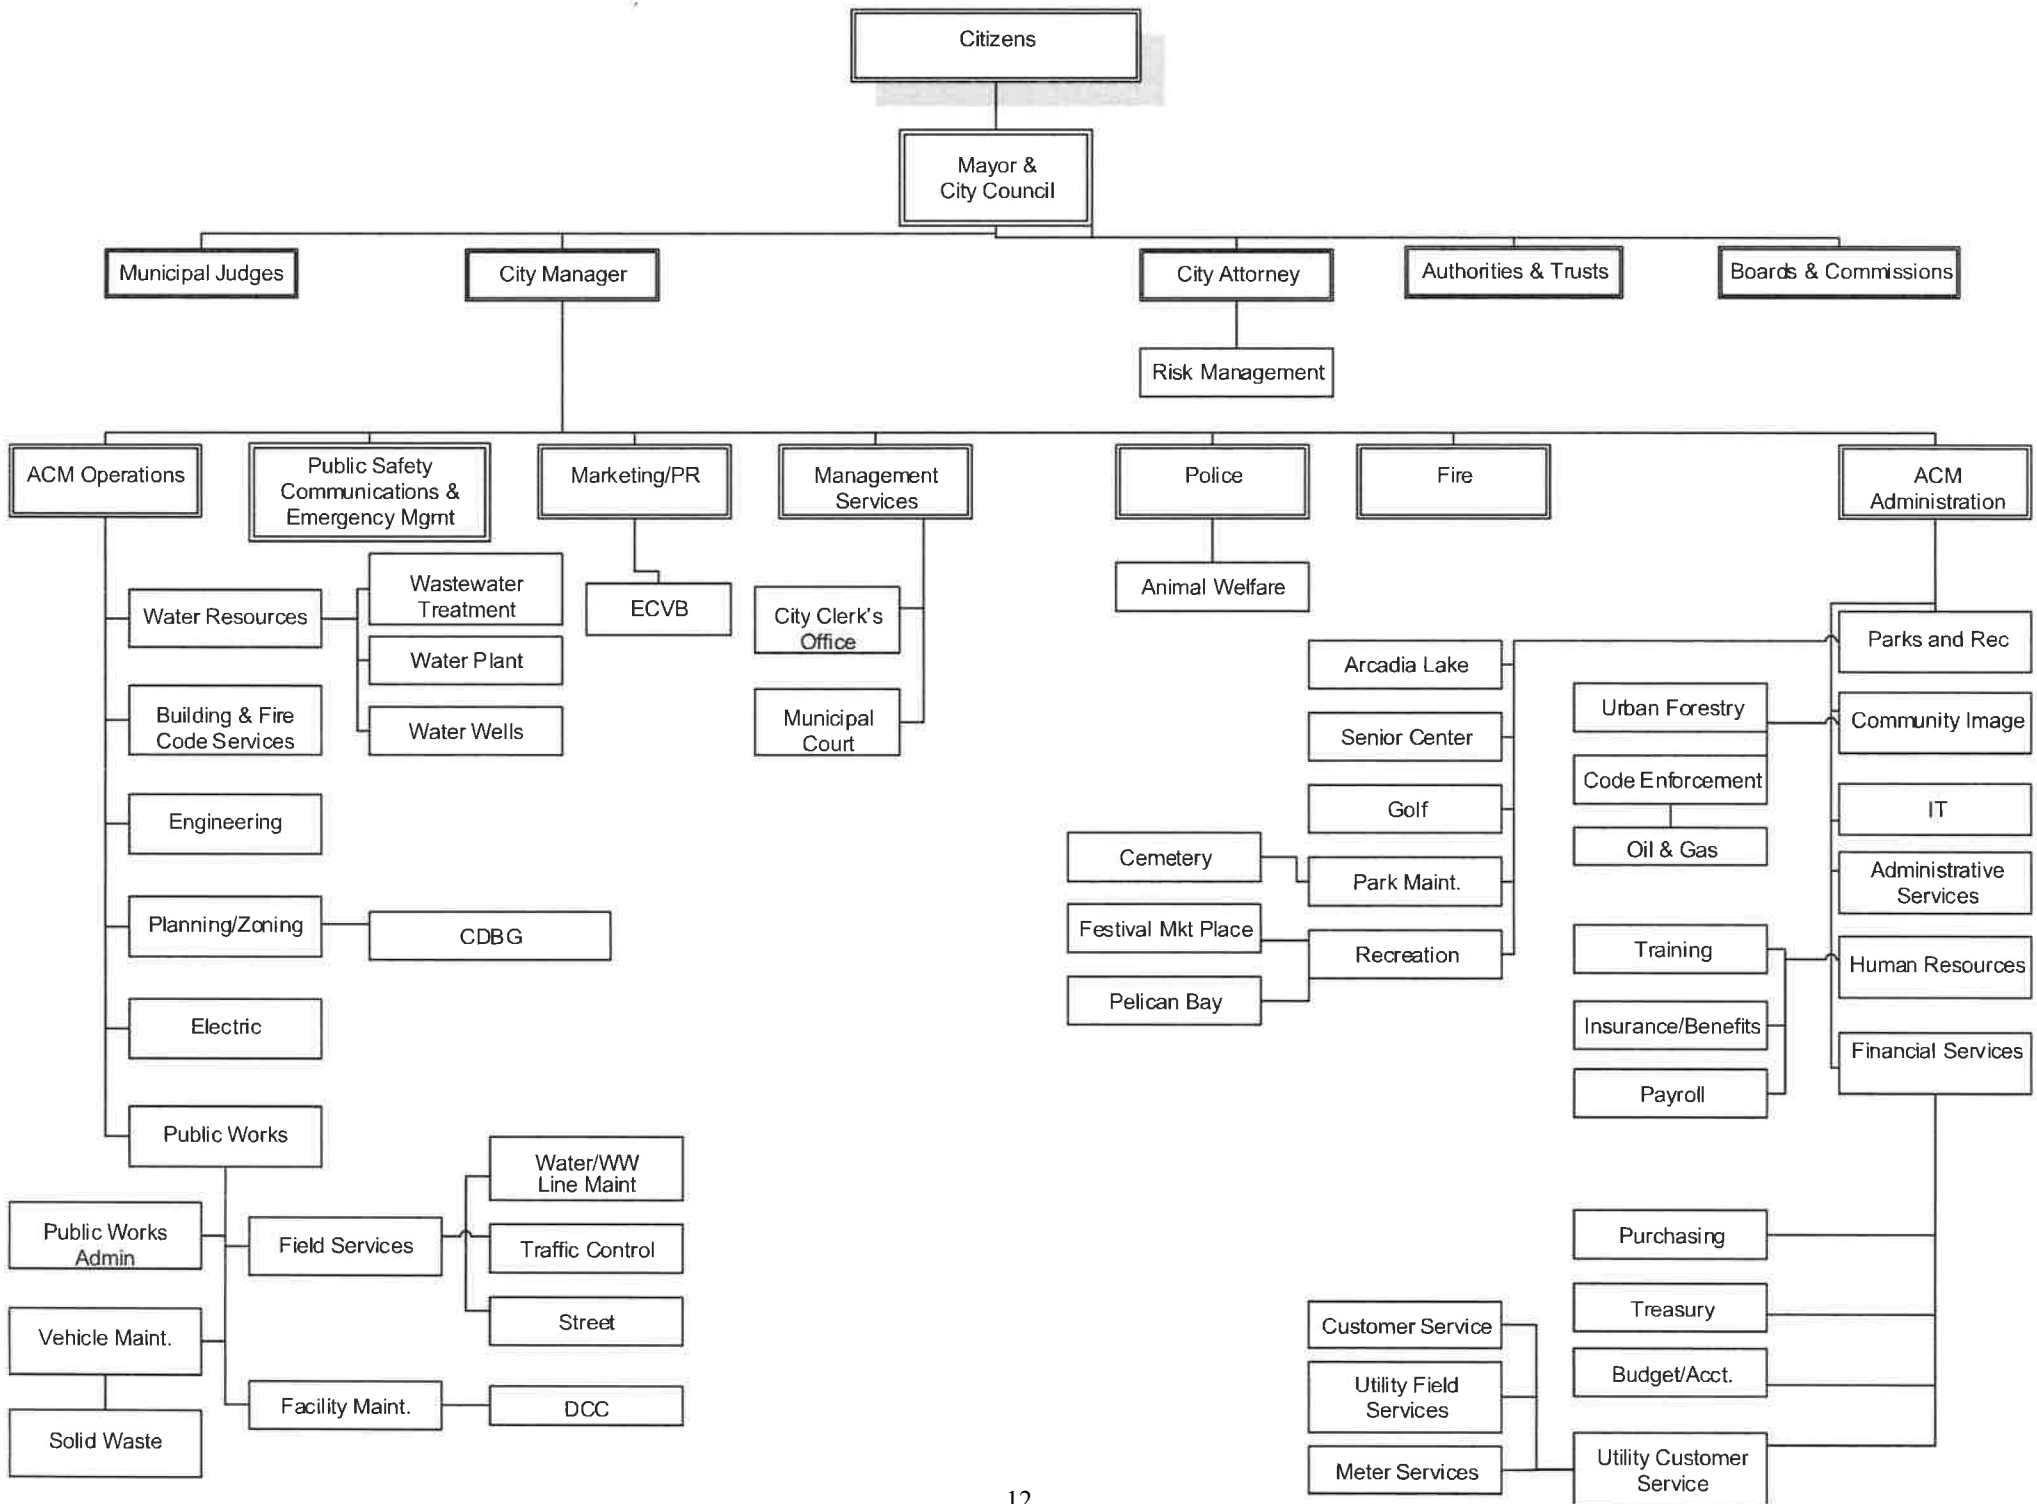 Citizens
Mayor &
City Council
Municipal Judges
City Manager
City Attorney
Authorities & Trusts
Boards & Commissions
Risk Management
ACM Operations
Public Safety
Communications &
Emergency Mgmt
Marketing/PR
Management
Services
Police
Fire
ACM
Administration
Water Resources
Wastewater
Treatment
Water Plant
Water Wells
ECVB
City Clerk's
Office
Municipal
Court
Animal Welfare
Building & Fire
Code Services
Engineering
Planning/Zoning
CDBG
Electric
Public Works
Public Works
Admin
Field Services
Water/WW
Line Maint
Traffic Control
Street
Vehicle Maint.
Facility Maint.
DCC
Solid Waste
Parks and Rec
Arcadia Lake
Senior Center
Golf
Park Maint.
Cemetery
Recreation
Festival Mkt Place
Pelican Bay
Community Image
Urban Forestry
Code Enforcement
Oil & Gas
IT
Administrative
Services
Human Resources
Training
Insurance/Benefits
Payroll
Financial Services
Purchasing
Treasury
Budget/Acct.
Utility Customer
Service
Customer Service
Utility Field
Services
Meter Services
12